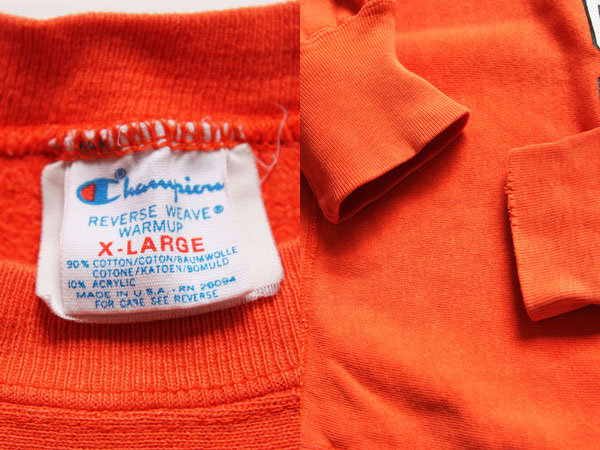 Champion
REVERSE WEAVE®
WARMUP
X-LARGE
90% COTTON/COTON/BAUMWOLLE
COTONE/KATOEN/BOMULD
10% ACRYLIC
MADE IN U.S.A. RN 26094
FOR CARE SEE REVERSE